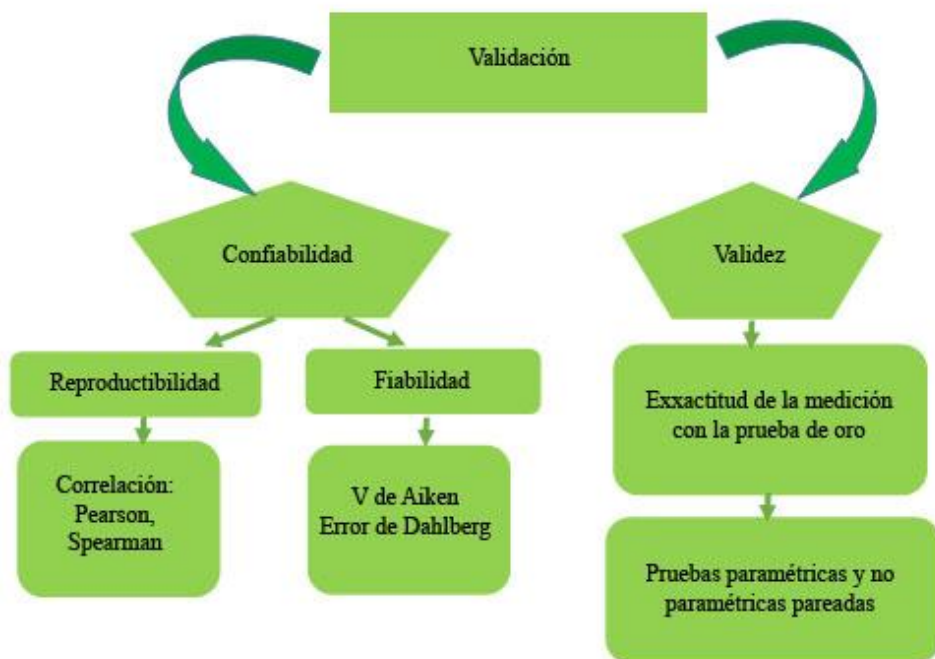 Validación
Confiabilidad
Validez
Reproductibilidad
Fiabilidad
Exxactitud de la medición
con la prueba de oro
Correlación:
Pearson,
Spearman
V de Aiken
Error de Dahlberg
Pruebas paramétricas y no
paramétricas pareadas